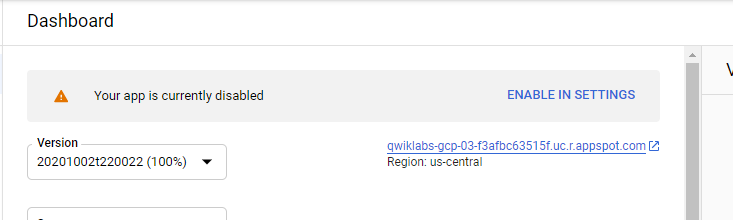 Dashboard
Your app is currently disabled
ENABLE IN SETTINGS
Version
20201002t220022 (100%)
qwiklabs-gcp-03-f3afbc63515f.uc.r.appspot.com
Region: us-central